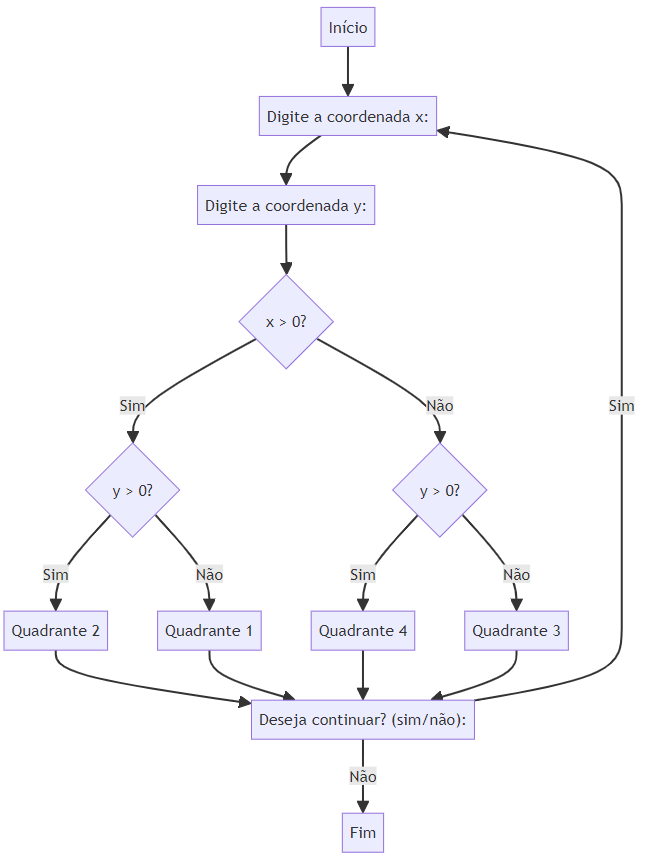 Início
Digite a coordenada x:
Digite a coordenada y:
x > 0?
Sim
Não
Sim
y > 0?
y > 0?
Sim
Não
Sim
Não
Quadrante 2
Quadrante 1
Quadrante 4
Quadrante 3
Deseja continuar? (sim/não):
Não
Fim